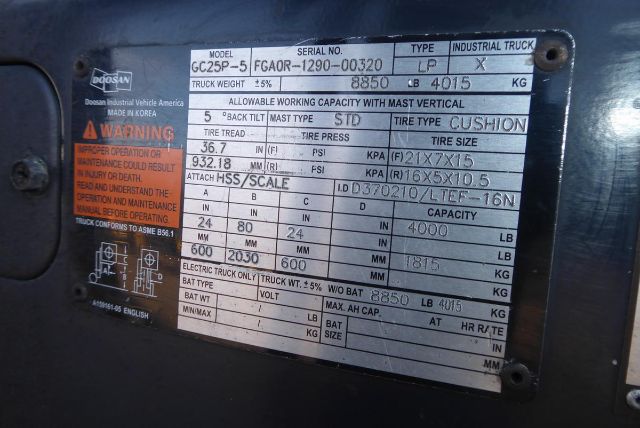 DOOSAN
Doosan Industrial Vehicle America
MADE IN KOREA
WARNING
IMPROPER OPERATION OR
MAINTENANCE COULD RESULT
IN INJURY OR DEATH.
READ AND UNDERSTAND
OPERATION AND MAINTENANCE
MANUAL BEFORE OPERATING.
TRUCK CONFORMS TO ASME B56.1
A C B D
A109161-05 ENGLISH
MODEL SERIAL NO. TYPE INDUSTRIAL TRUCK
GC25P-5 FGA0R-1290-00320 LP X
TRUCK WEIGHT ±5% 8850 LB 4015 KG
ALLOWABLE WORKING CAPACITY WITH MAST VERTICAL
5 ° BACK TILT MAST TYPE STD TIRE TYPE CUSHION
TIRE TREAD TIRE PRESS TIRE SIZE
36.7 IN (F) PSI KPA (F) 21X7X15
932.18 MM (R) PSI KPA (R) 16X5X10.5
ATTACH HSS/SCALE I.D D370210/LTEF-16N
A B C D CAPACITY
IN IN IN IN
24 80 24 4000 LB
MM MM MM MM
600 2030 600 1815 KG
ELECTRIC TRUCK ONLY TRUCK WT. ±5% W/O BAT 8850 LB 4015 KG
BAT TYPE VOLT MAX. AH CAP. AT HR RATE
BAT WT / LB BAT SIZE IN
MIN/MAX / KG MM